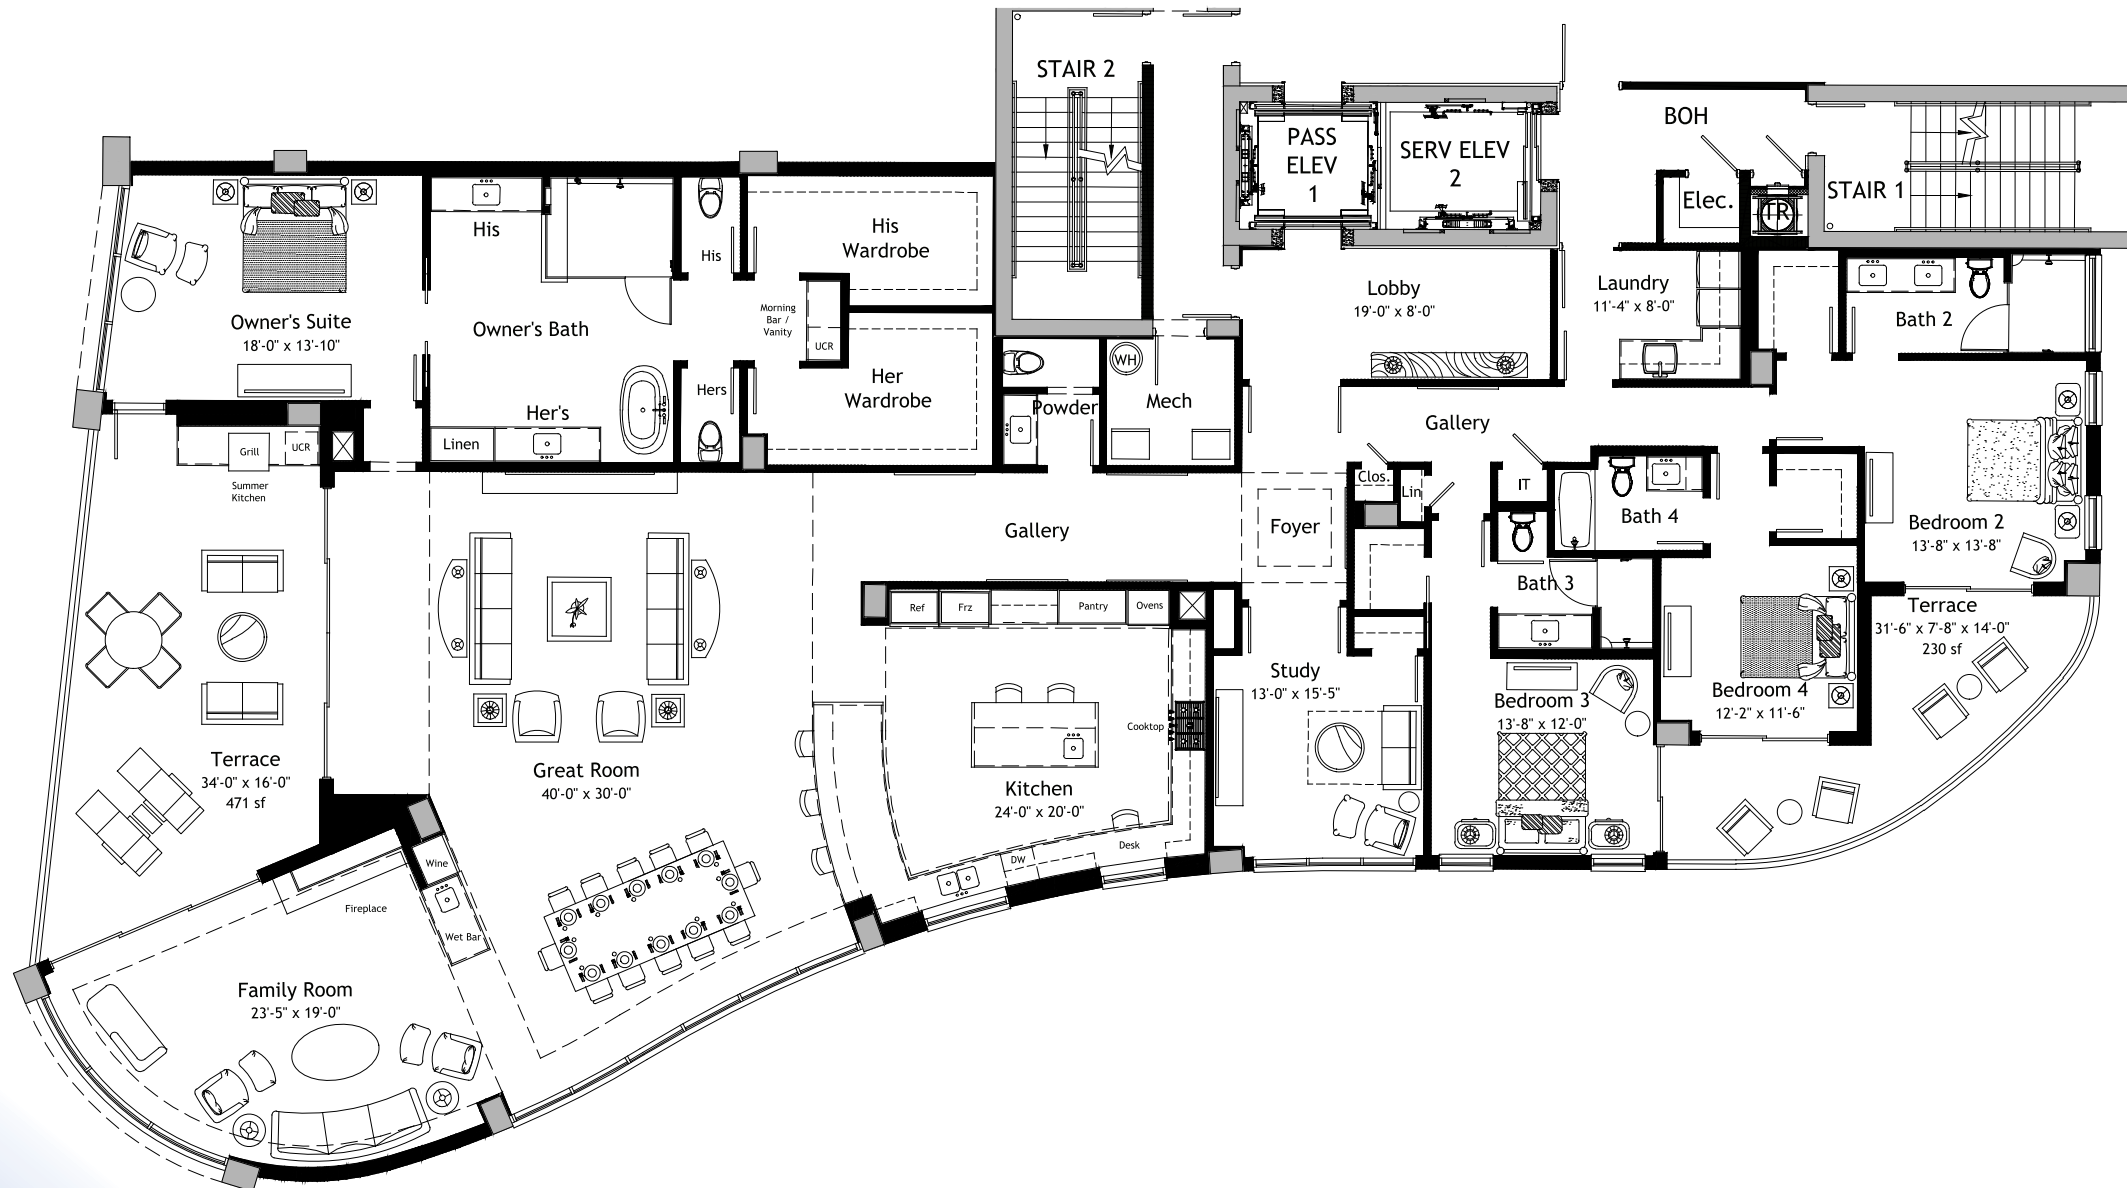 STAIR 2
PASS
ELEV
1
SERV ELEV
2
BOH
Elec.
TR
STAIR 1
His
His
His
Wardrobe
Owner's Suite
18'-0" x 13'-10"
Owner's Bath
Morning
Bar /
Vanity
UCR
Lobby
19'-0" x 8'-0"
Laundry
11'-4" x 8'-0"
Bath 2
WH
Her
Wardrobe
Hers
Her's
Linen
Powder
Mech
Gallery
Grill
UCR
Summer
Kitchen
Clos.
Lin
IT
Bath 4
Gallery
Foyer
Bedroom 2
13'-8" x 13'-8"
Ref
Frz
Pantry
Ovens
Bath 3
Terrace
31'-6" x 7'-8" x 14'-0"
230 sf
Study
13'-0" x 15'-5"
Bedroom 3
13'-8" x 12'-0"
Bedroom 4
12'-2" x 11'-6"
Cooktop
Terrace
34'-0" x 16'-0"
471 sf
Great Room
40'-0" x 30'-0"
Kitchen
24'-0" x 20'-0"
Desk
DW
Wine
Fireplace
Wet Bar
Family Room
23'-5" x 19'-0"